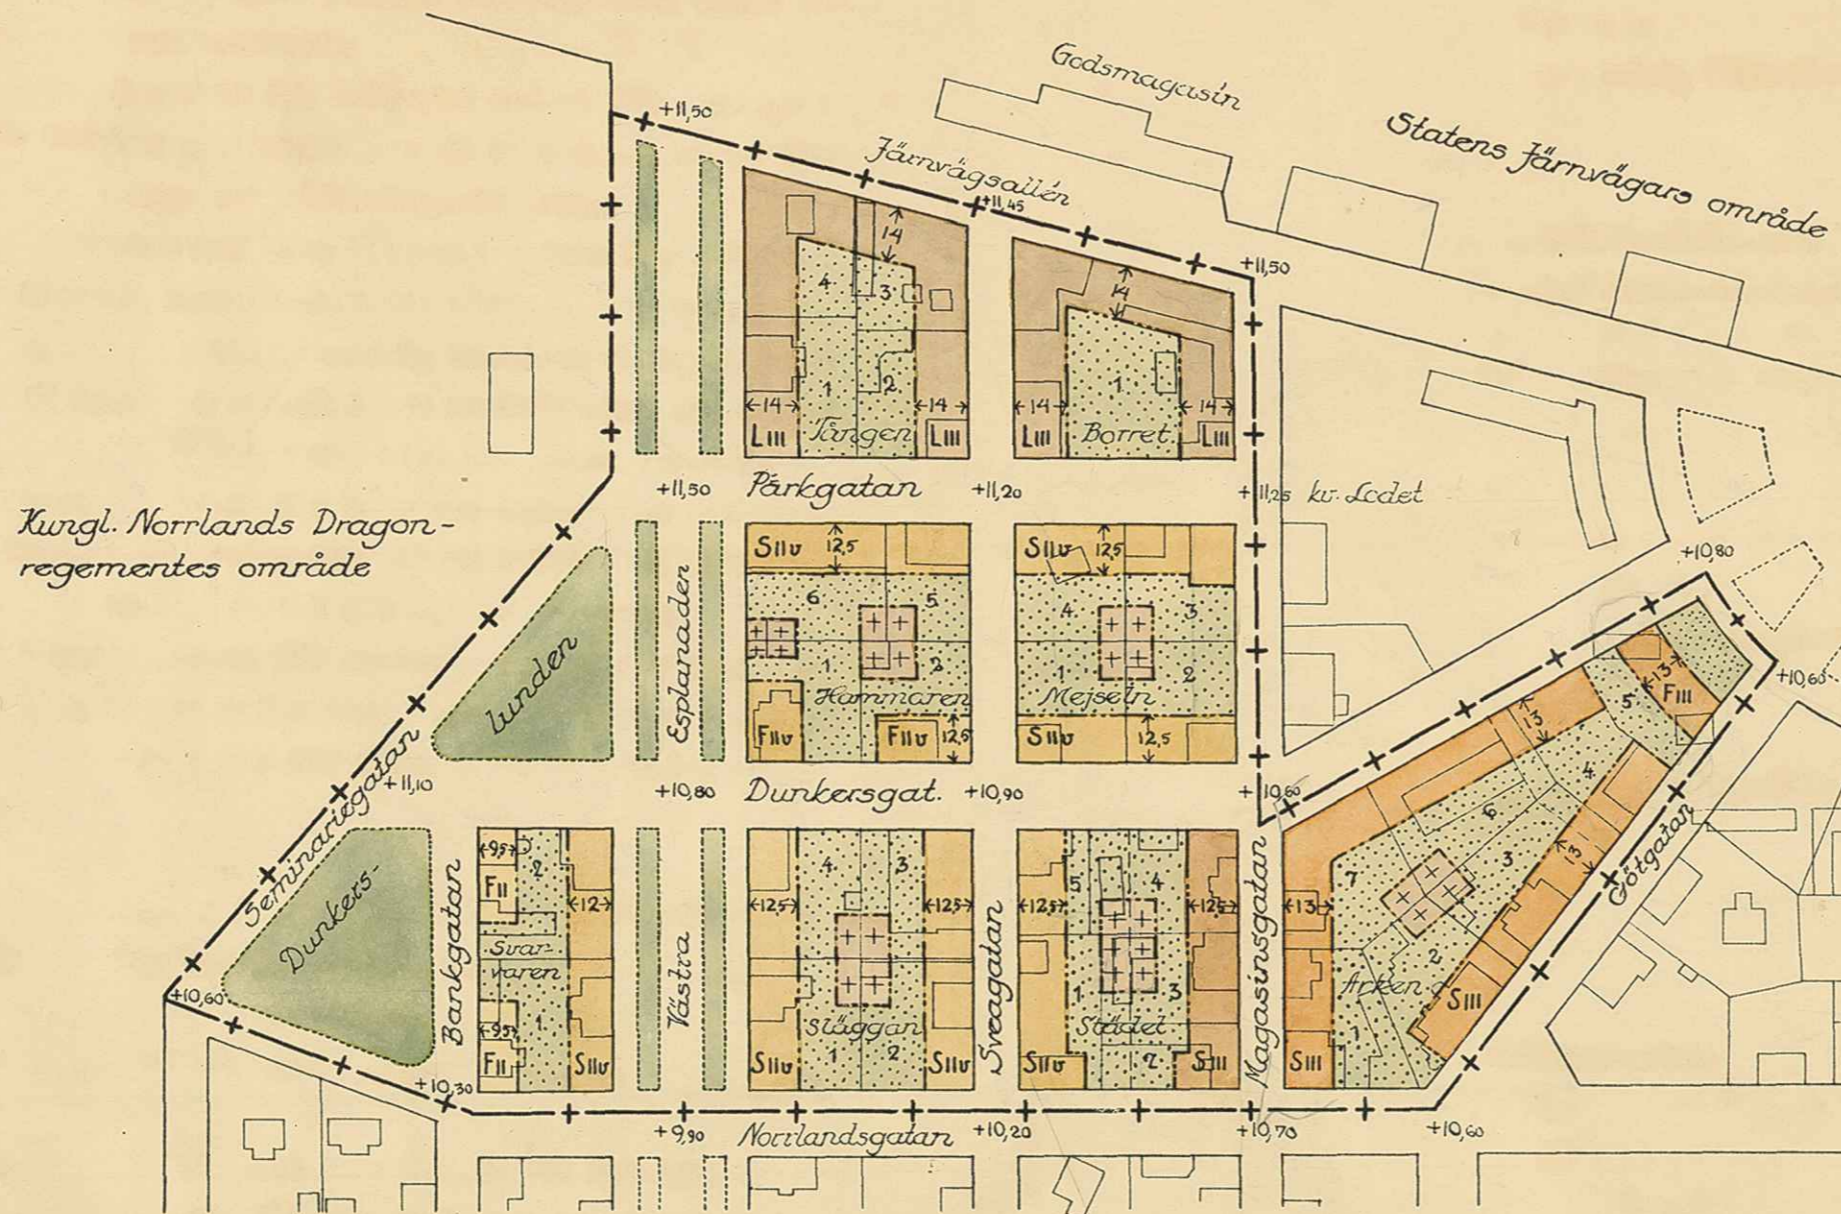 Godsmagasin
Statens Järnvägars område
+11,50
Järnvägsallén
+11,45
+11,50
14
14
4
3
1
2
1
14
14
14
14
LIII
Tången
LIII
LIII
Borret.
LIII
+11,50
Parkgatan
+11,20
+11,25
kv. Lodet
Kungl. Norrlands Dragon-
regementes område
SIIv
12,5
SIIv
12,5
+10,80
6
5
4
3
Lunden
Esplanaden
1
2
1
2
Hammaren
Mejseln
FIIv
FIIv
12,5
SIIv
12,5
13
5
13
FIII
+10,60
+11,10
+10,80
Dunkersgat.
+10,90
+10,60
Seminariegatan
Dunkers-
Bankgatan
9,5
2
FII
12
Svar-
varen
9,5
1
FII
SIIv
Västra
4
3
12,5
12,5
Släggan
1
2
SIIv
SIIv
Sveagatan
5
4
12,5
12,5
1
3
Städet
SIIv
2
SIII
Magasinsgatan
4
6
3
13
7
13
2
Arken
1
SIII
SIII
Götgatan
+10,60
+10,30
+9,90
Norrlandsgatan
+10,20
+10,70
+10,60